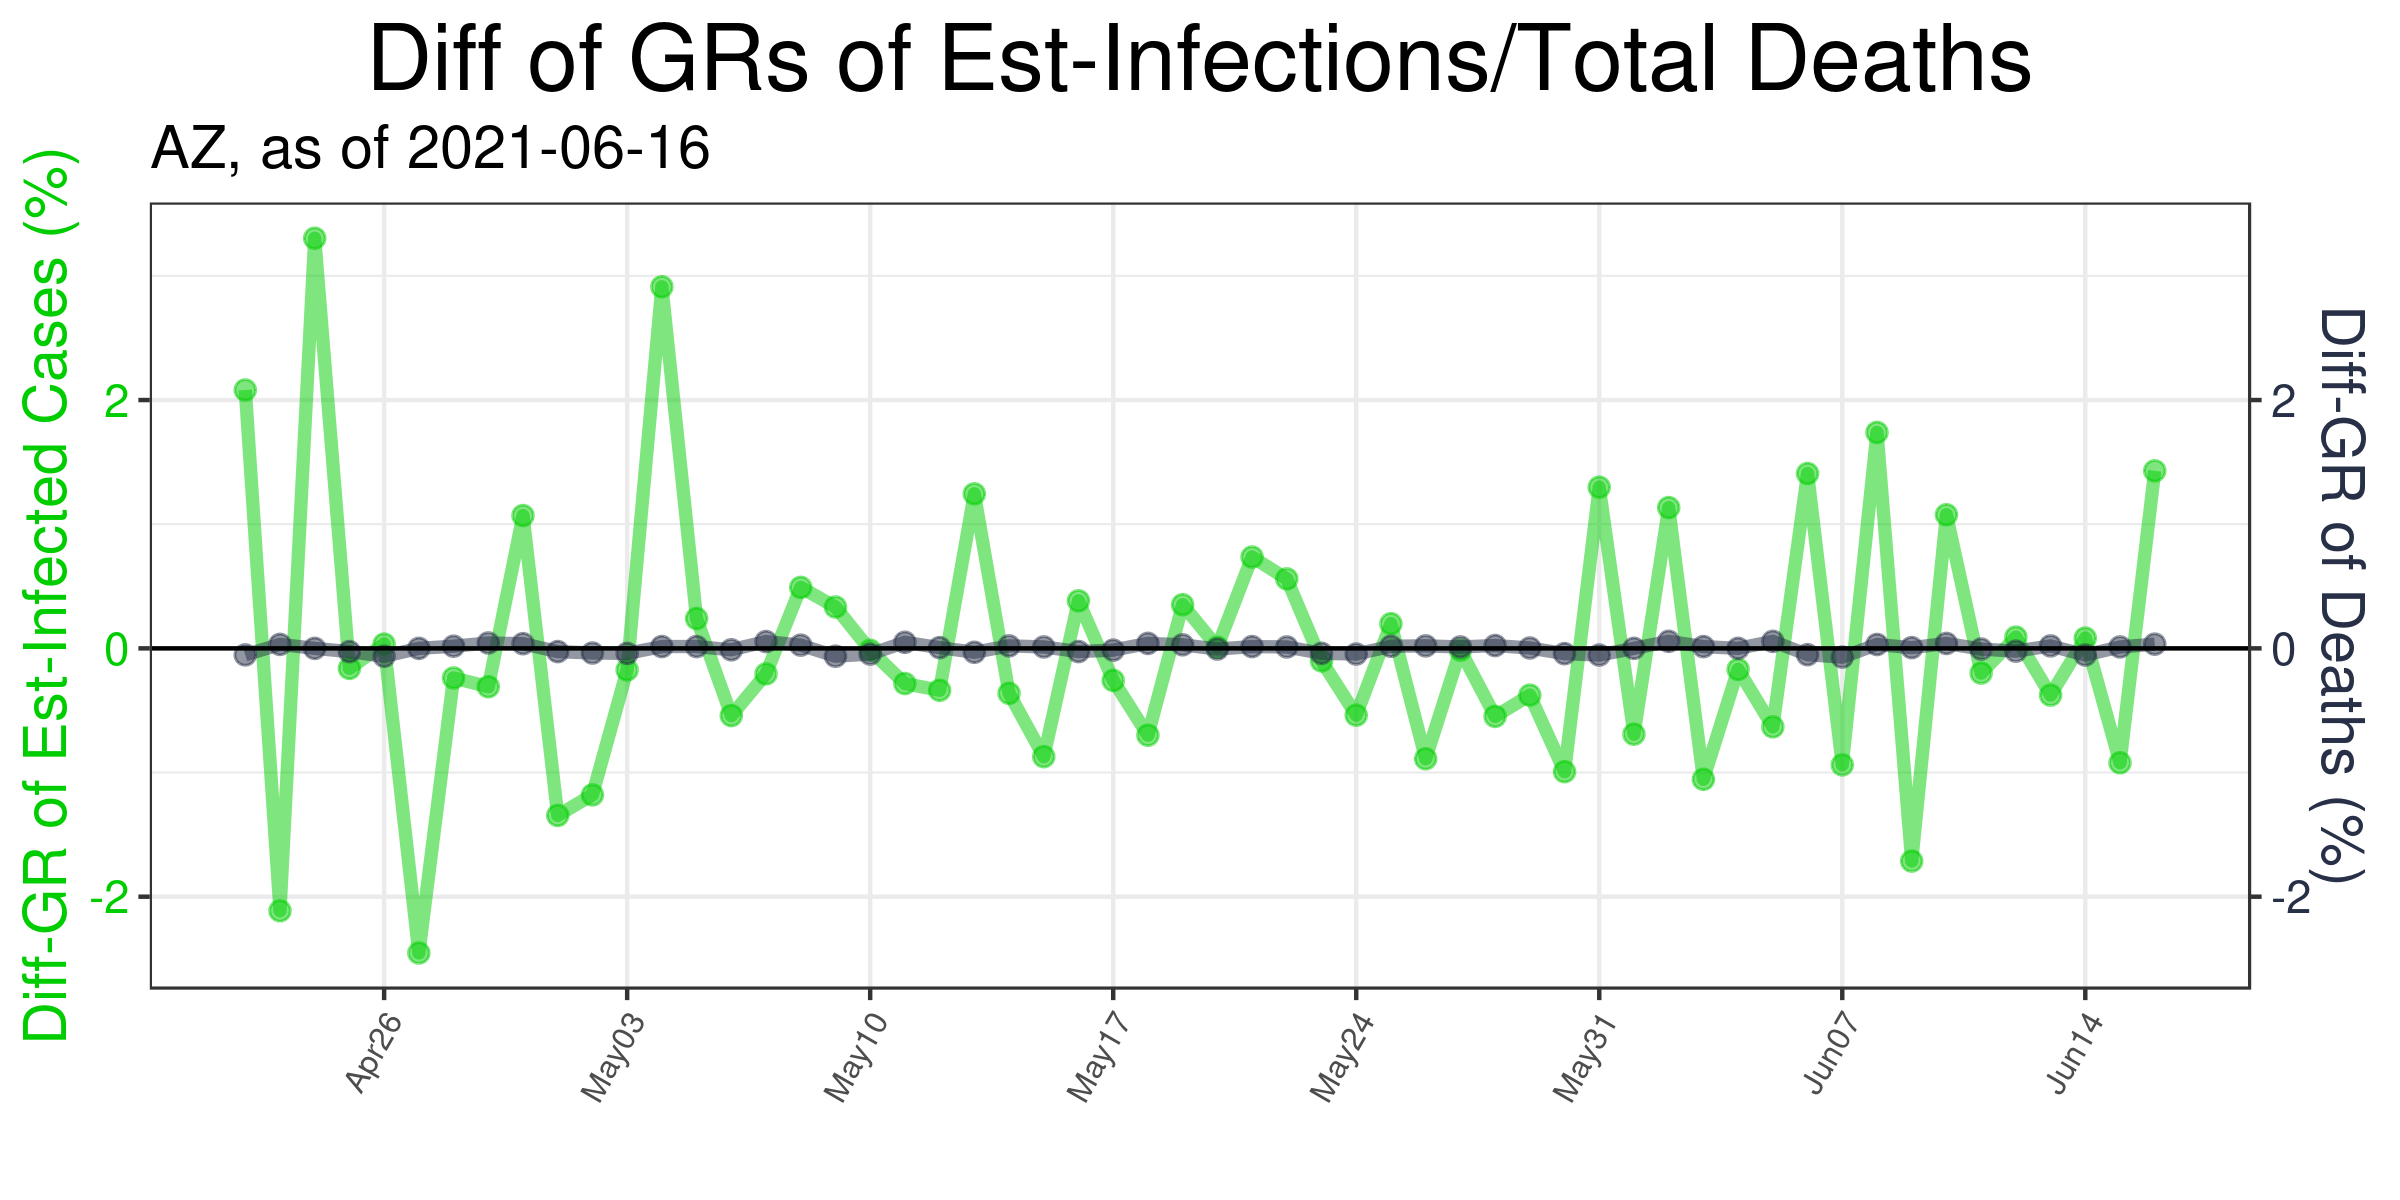 Diff of GRs of Est-Infections/Total Deaths
AZ, as of 2021-06-16
Diff-GR of Est-Infected Cases (%)
2
0
-2
2
0
-2
Diff-GR of Deaths (%)
Apr26
May03
May10
May17
May24
May31
Jun07
Jun14